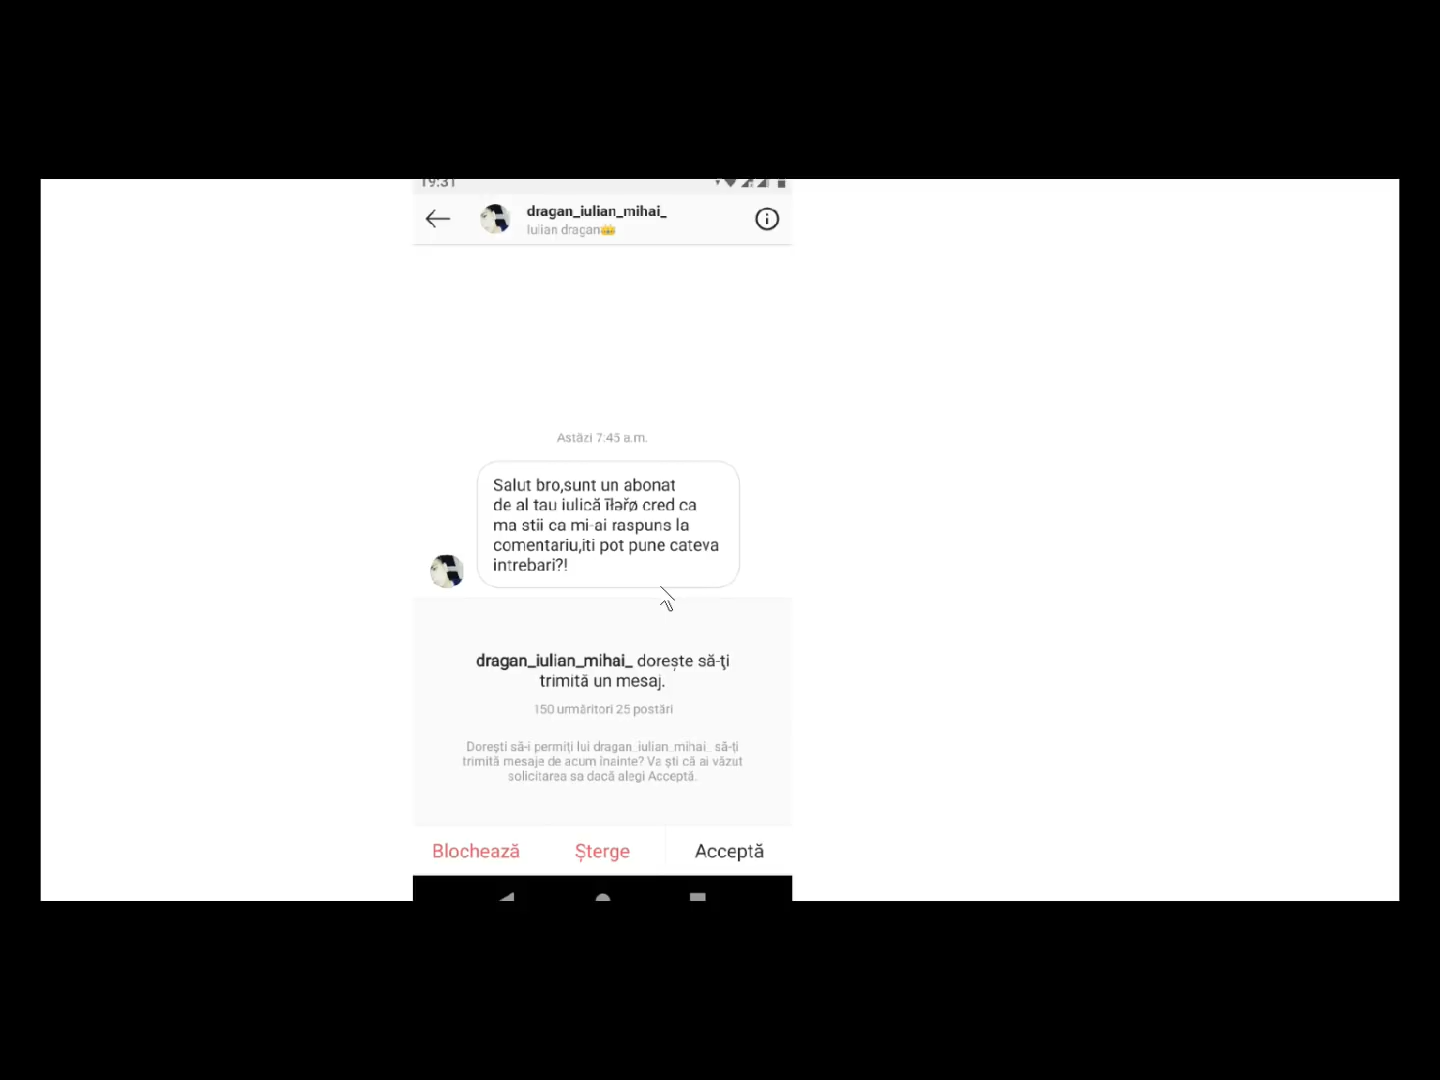 19:31
dragan_iulian_mihai_
Iulian dragan👑
Astăzi 7:45 a.m.
Salut bro,sunt un abonat
de al tau iulică cred ca
ma stii ca mi-ai raspuns la
comentariu,iti pot pune cateva
intrebari?!
dragan_iulian_mihai_ dorește să-ţi
trimită un mesaj.
150 urmăritori 25 postări
Dorești să-i permiți lui dragan_iulian_mihai_ să-ți
trimită mesaje de acum înainte? Va ști că ai văzut
solicitarea sa dacă alegi Acceptă.
Blochează
Șterge
Acceptă